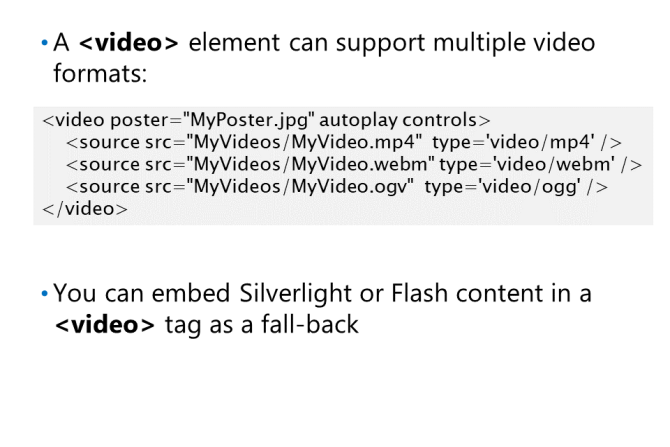 • A <video> element can support multiple video
formats:
<video poster="MyPoster.jpg" autoplay controls>
<source src="MyVideos/MyVideo.mp4" type='video/mp4' />
<source src="MyVideos/MyVideo.webm" type='video/webm' />
<source src="MyVideos/MyVideo.ogv" type='video/ogg' />
</video>
• You can embed Silverlight or Flash content in a
<video> tag as a fall-back